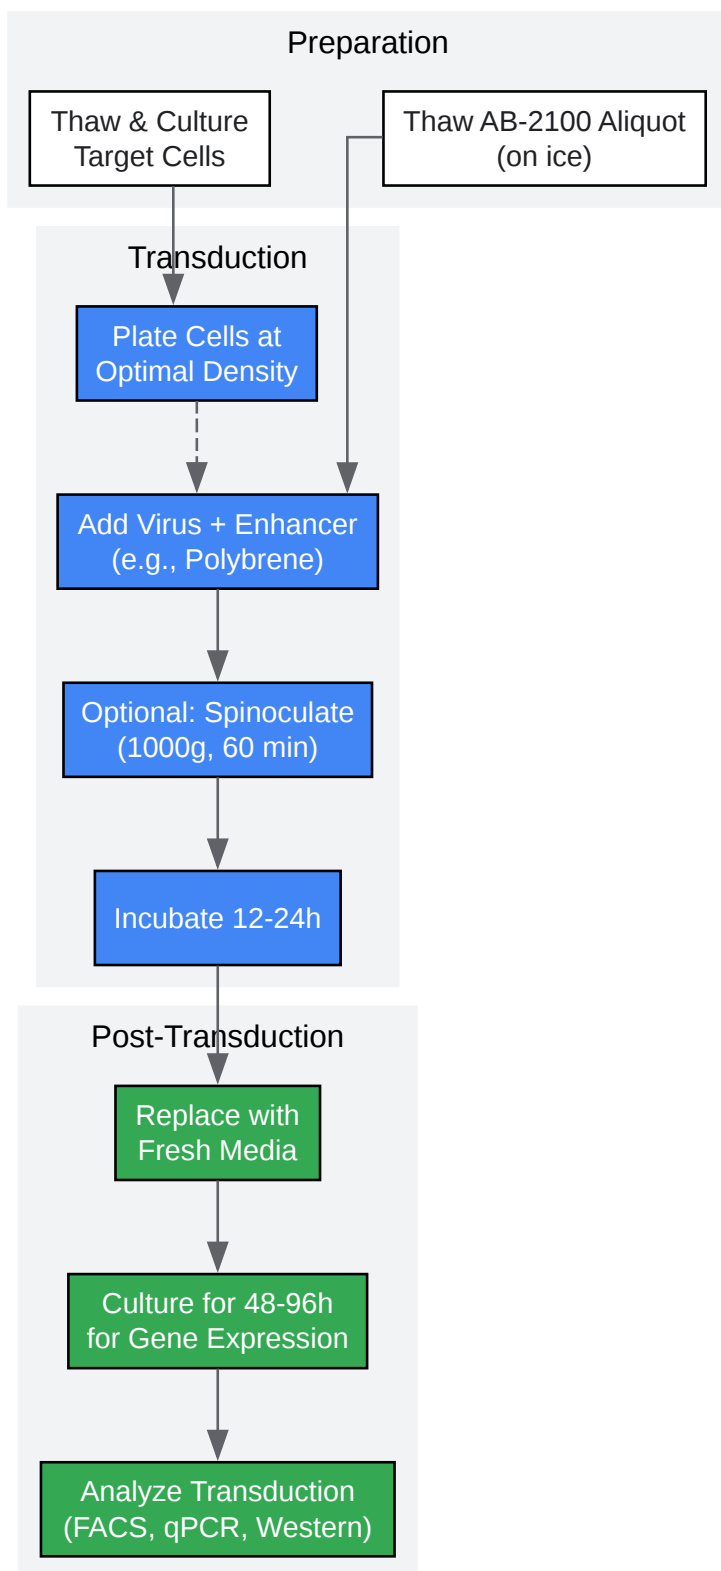 Preparation
Thaw & Culture
Target Cells
Thaw AB-2100 Aliquot
(on ice)
Transduction
Plate Cells at
Optimal Density
Add Virus + Enhancer
(e.g., Polybrene)
Optional: Spinoculate
(1000g, 60 min)
Incubate 12-24h
Post-Transduction
Replace with
Fresh Media
Culture for 48-96h
for Gene Expression
Analyze Transduction
(FACS, qPCR, Western)